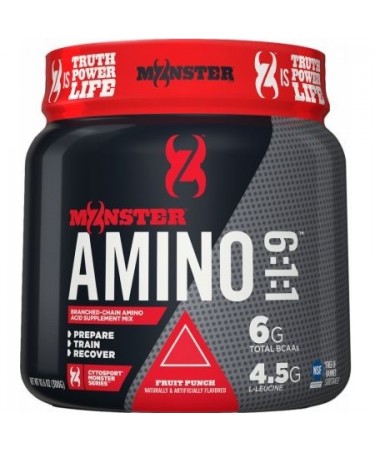 TRUTH
IS POWER
LIFE
MONSTER
TRUTH
IS POWER
LIFE
MONSTER
AMINO 6:1:1
BRANCHED-CHAIN AMINO
ACID SUPPLEMENT MIX
PREPARE
TRAIN
RECOVER
6G
TOTAL BCAAs
4.5G
L-LEUCINE
CYTOSPORT
MONSTER
SERIES
FRUIT PUNCH
NATURALLY & ARTIFICIALLY FLAVORED
NSF